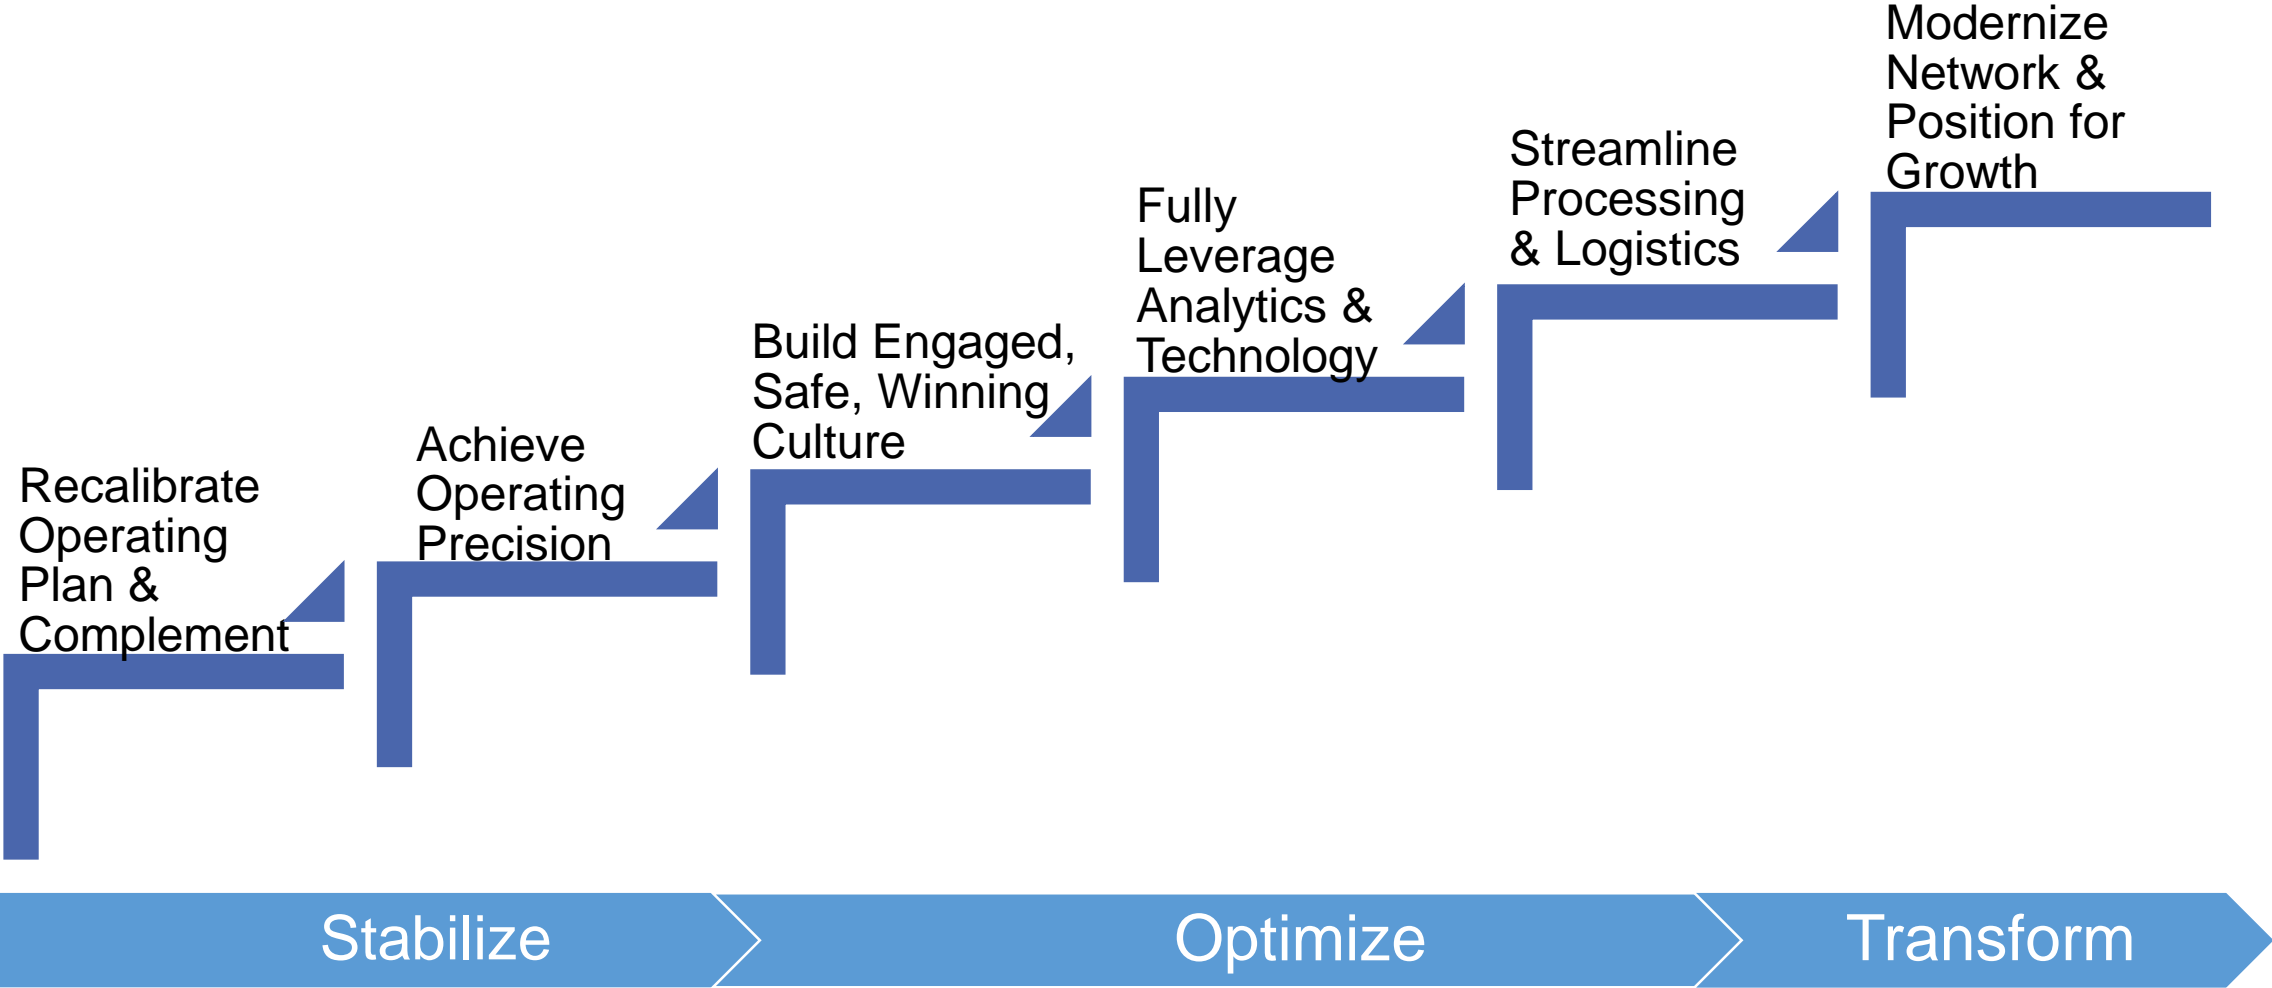 Recalibrate
Operating
Plan &
Complement
Achieve
Operating
Precision
Build Engaged,
Safe, Winning
Culture
Fully
Leverage
Analytics &
Technology
Streamline
Processing
& Logistics
Modernize
Network &
Position for
Growth
Stabilize
Optimize
Transform